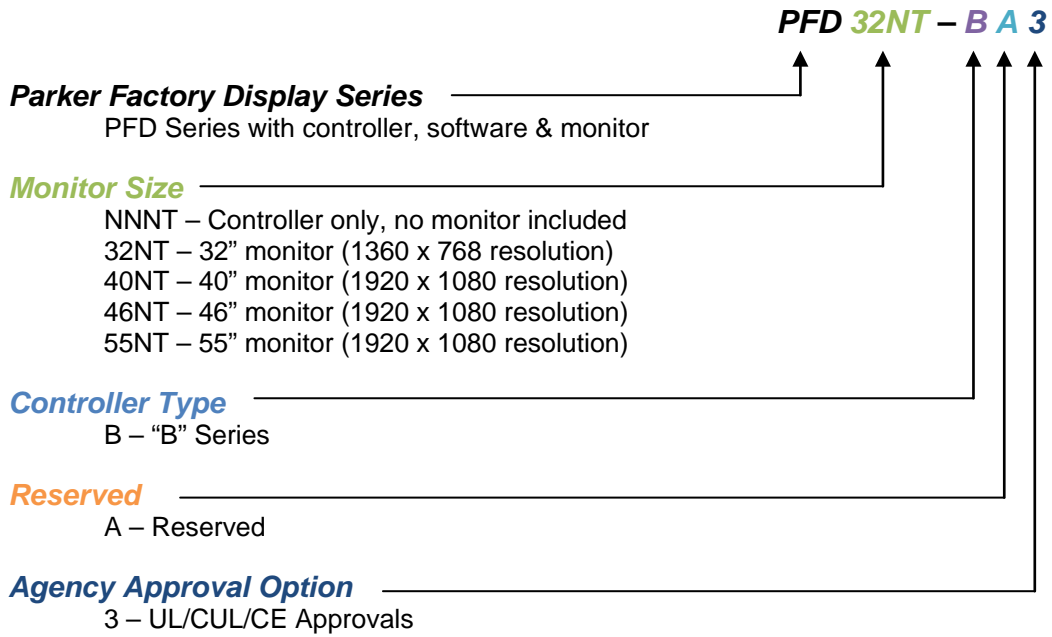 PFD 32NT – B A 3
Parker Factory Display Series
PFD Series with controller, software & monitor
Monitor Size
NNNT – Controller only, no monitor included
32NT – 32” monitor (1360 x 768 resolution)
40NT – 40” monitor (1920 x 1080 resolution)
46NT – 46” monitor (1920 x 1080 resolution)
55NT – 55” monitor (1920 x 1080 resolution)
Controller Type
B – “B” Series
Reserved
A – Reserved
Agency Approval Option
3 – UL/CUL/CE Approvals